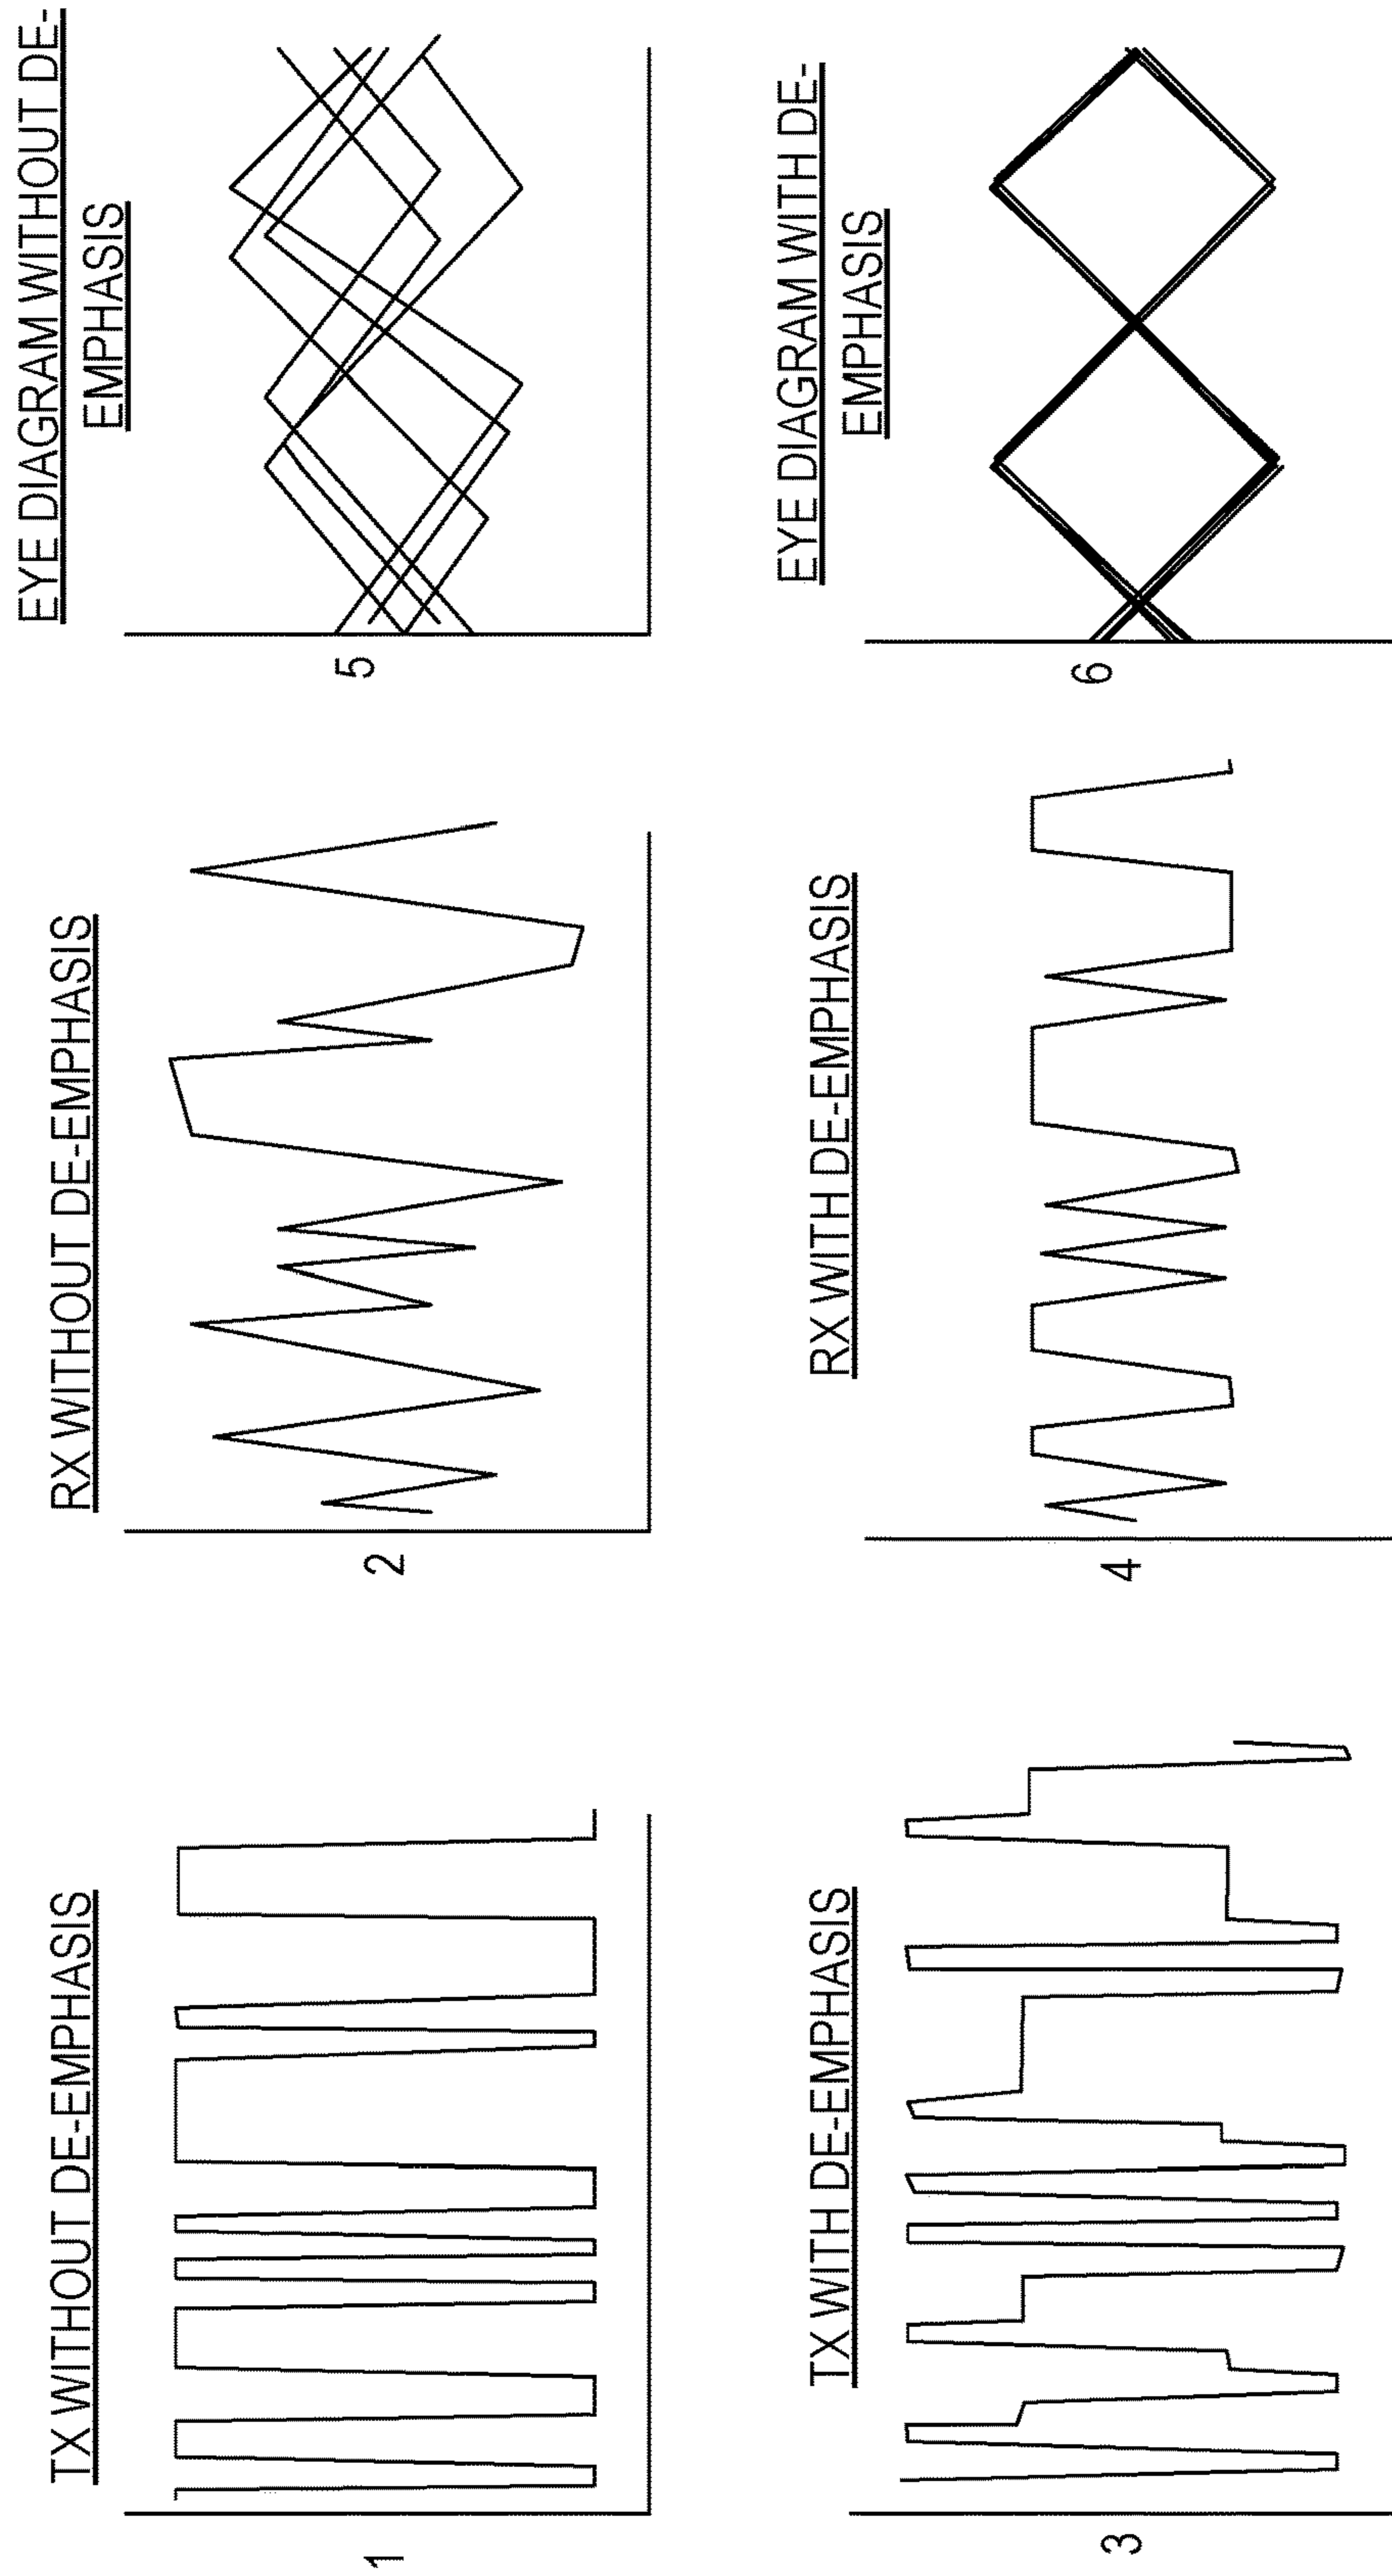 TX WITHOUT DE-EMPHASIS
1
RX WITHOUT DE-EMPHASIS
2
EYE DIAGRAM WITHOUT DE-
EMPHASIS
5
TX WITH DE-EMPHASIS
3
RX WITH DE-EMPHASIS
4
EYE DIAGRAM WITH DE-
EMPHASIS
6